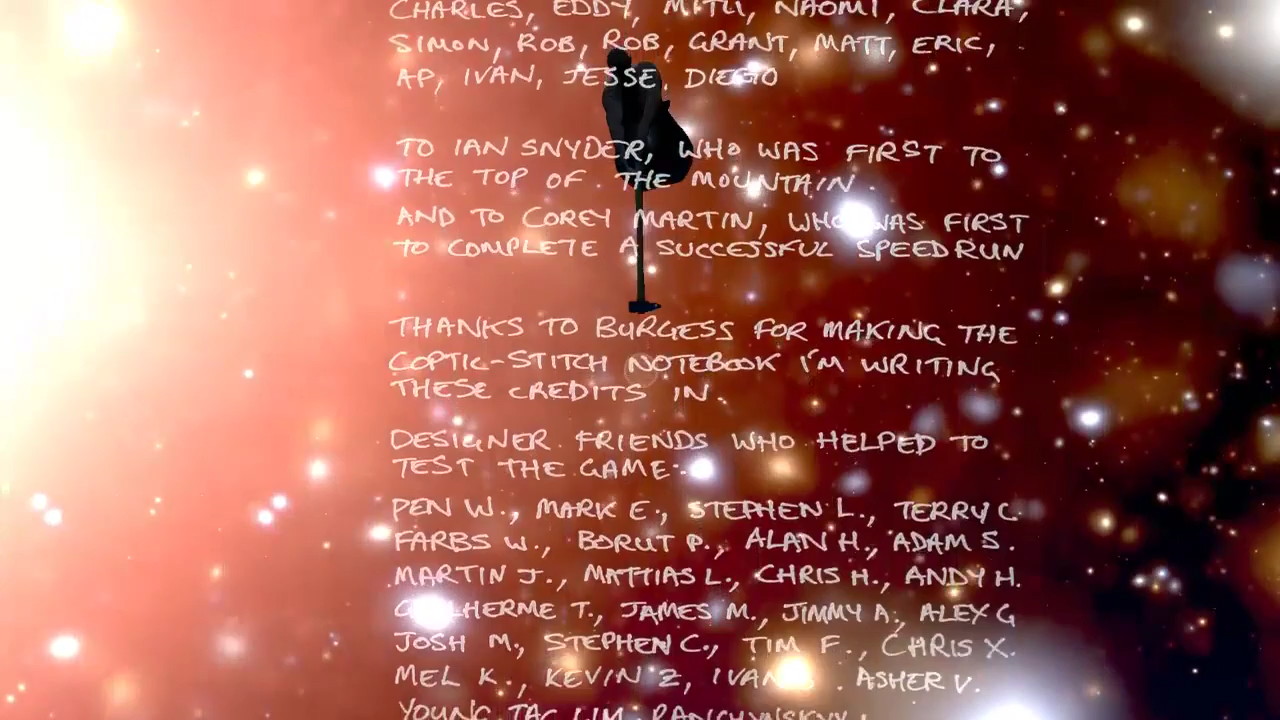 CHARLES, EDDY, MITU, NAOMI, CLARA,
SIMON, ROB, ROB, GRANT, MATT, ERIC,
AP, IVAN, JESSE, DIEGO
TO IAN SNYDER, WHO WAS FIRST TO
THE TOP OF THE MOUNTAIN.
AND TO COREY MARTIN, WHO WAS FIRST
TO COMPLETE A SUCCESSFUL SPEEDRUN
THANKS TO BURGESS FOR MAKING THE
COPTIC-STITCH NOTEBOOK I'M WRITING
THESE CREDITS IN.
DESIGNER FRIENDS WHO HELPED TO
TEST THE GAME:
PEN W., MARK E., STEPHEN L., TERRY C.
FARBS W., BORUT P., ALAN H., ADAM S.
MARTIN J., MATTIAS L., CHRIS H., ANDY H.
GUILHERME T., JAMES M., JIMMY A., ALEX G
JOSH M., STEPHEN C., TIM F., CHRIS X.
MEL K., KEVIN Z, IVAN ASHER V.
YOUNG TAC LIM,